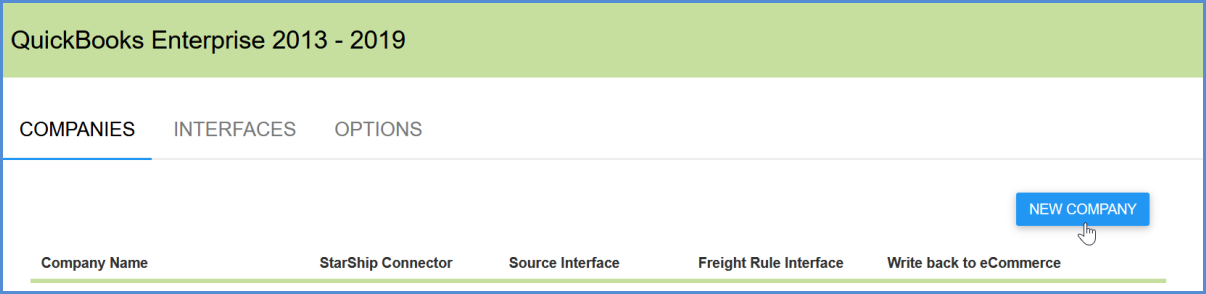 QuickBooks Enterprise 2013 - 2019
COMPANIES INTERFACES OPTIONS
NEW COMPANY
Company Name StarShip Connector Source Interface Freight Rule Interface Write back to eCommerce